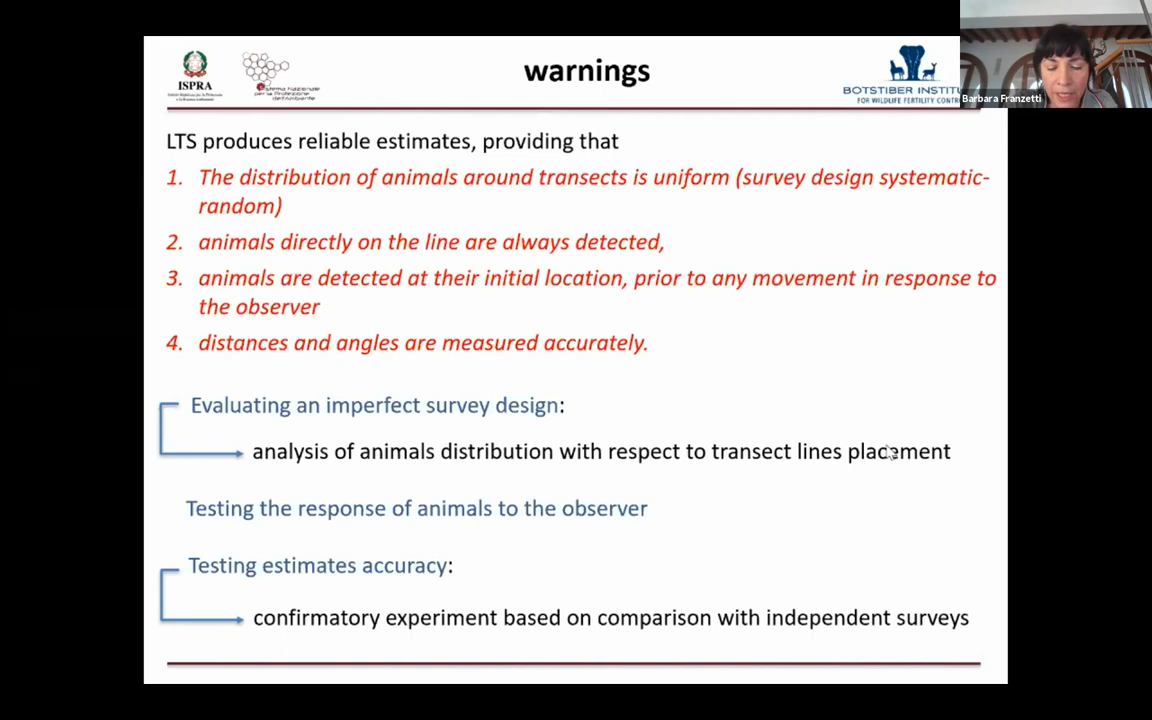 warnings
ISPRA
BOTSTIBER INSTITU
FOR WILDLIFE FERTILITY CONTR
Barbara Franzetti
LTS produces reliable estimates, providing that
1. The distribution of animals around transects is uniform (survey design systematic-
random)
2. animals directly on the line are always detected,
3. animals are detected at their initial location, prior to any movement in response to
the observer
4. distances and angles are measured accurately.
Evaluating an imperfect survey design:
analysis of animals distribution with respect to transect lines placement
Testing the response of animals to the observer
Testing estimates accuracy:
confirmatory experiment based on comparison with independent surveys